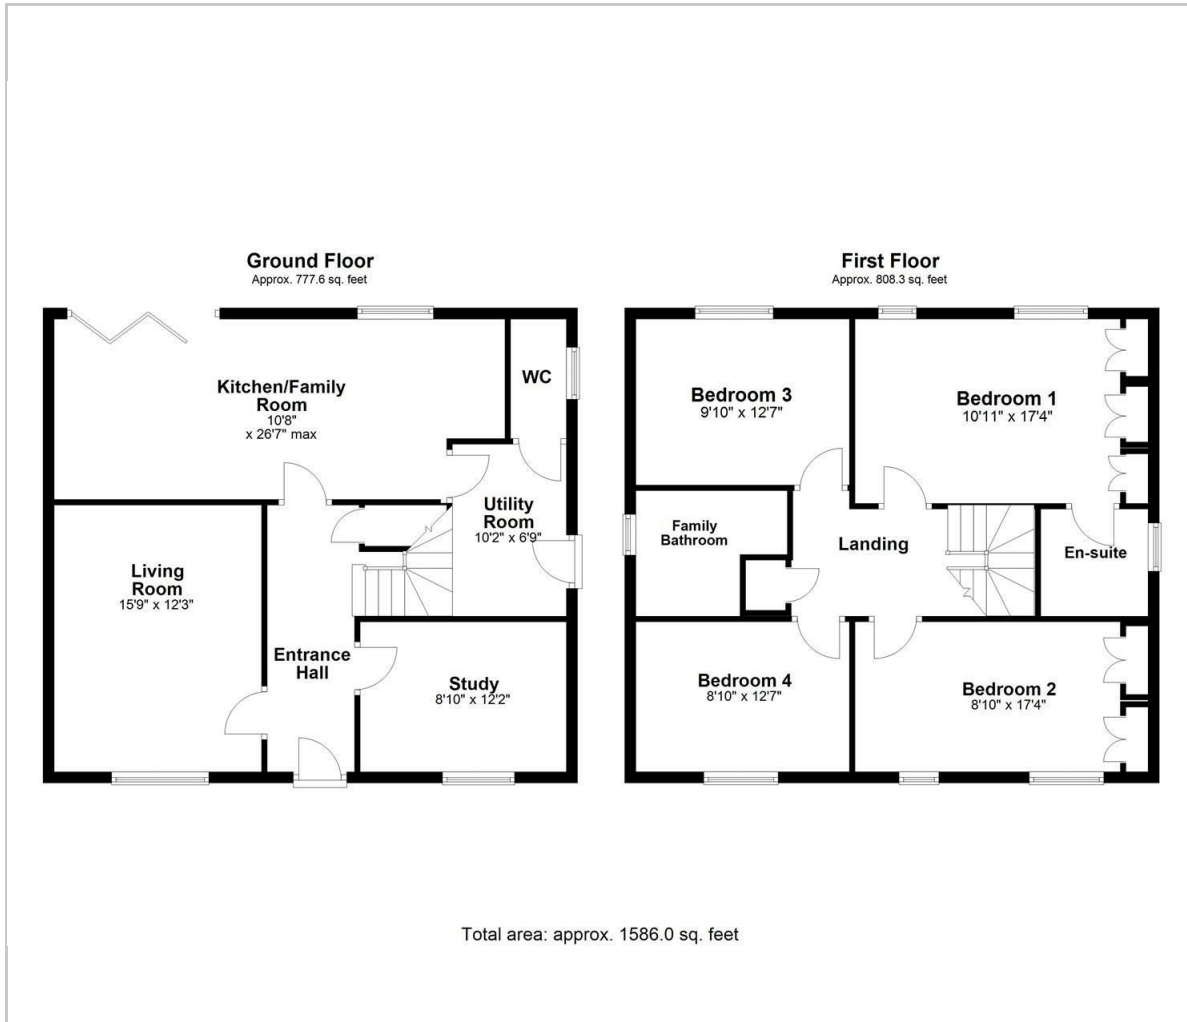 Ground Floor
Approx. 777.6 sq. feet
Kitchen/Family
Room
10'8"
x 26'7" max
WC
Utility
Room
10'2" x 6'9"
Living
Room
15'9" x 12'3"
Entrance
Hall
Study
8'10" x 12'2"
First Floor
Approx. 808.3 sq. feet
Bedroom 3
9'10" x 12'7"
Bedroom 1
10'11" x 17'4"
Family
Bathroom
Landing
En-suite
Bedroom 4
8'10" x 12'7"
Bedroom 2
8'10" x 17'4"
Total area: approx. 1586.0 sq. feet